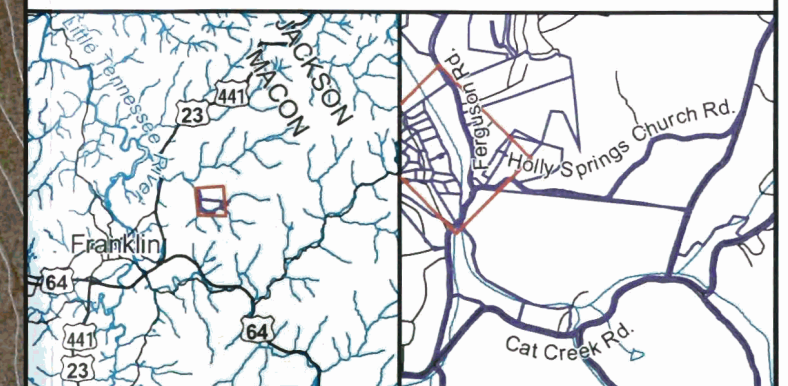 Little Tennessee River
JACKSON
MACON
441
23
Franklin
64
64
441
23
Ferguson Rd.
Holly Springs Church Rd.
Cat Creek Rd.